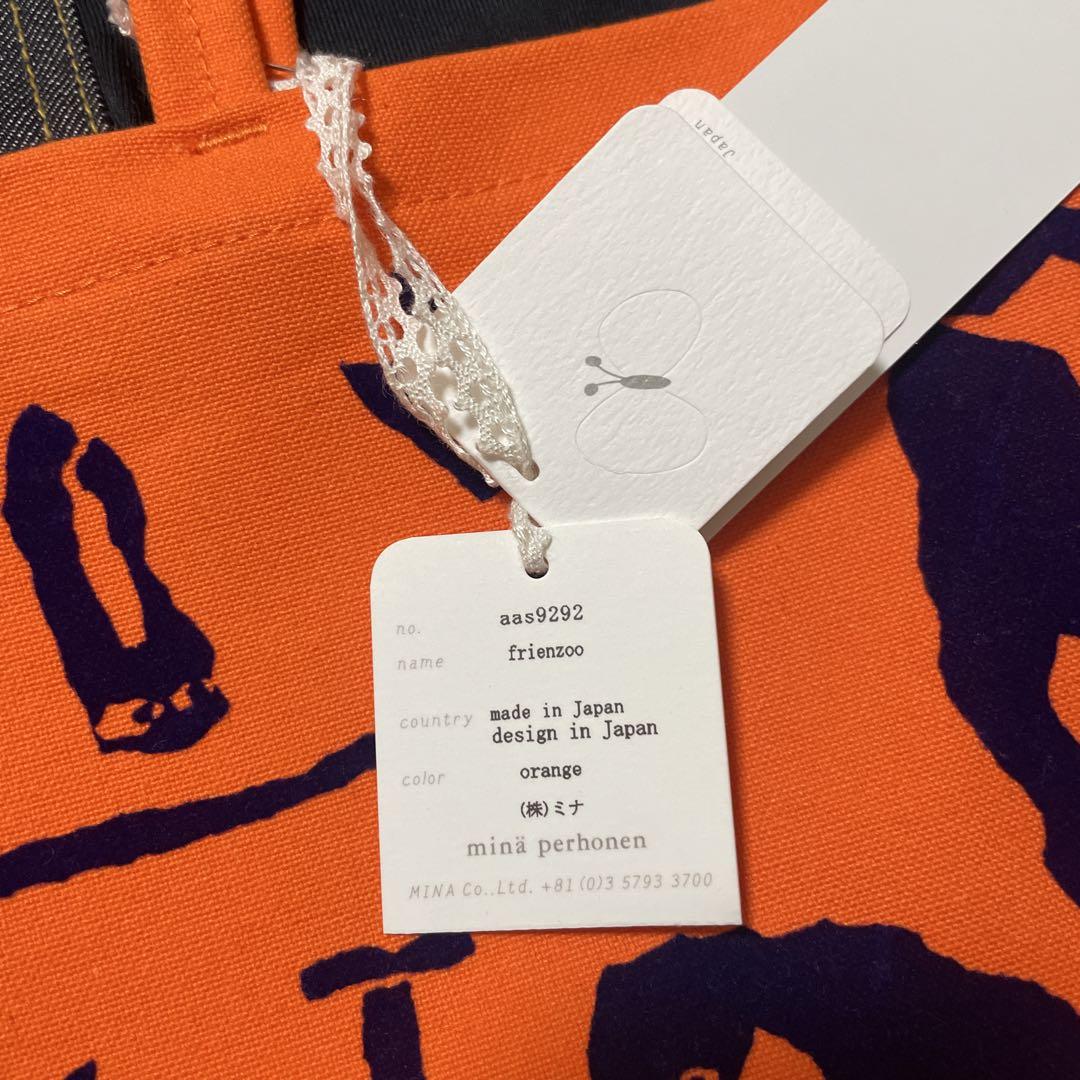 Japan
no. aas9292
name frienzoo
country made in Japan
design in Japan
color orange
(株)ミナ
minä perhonen
MINA Co.,Ltd. +81(0)3 5793 3700